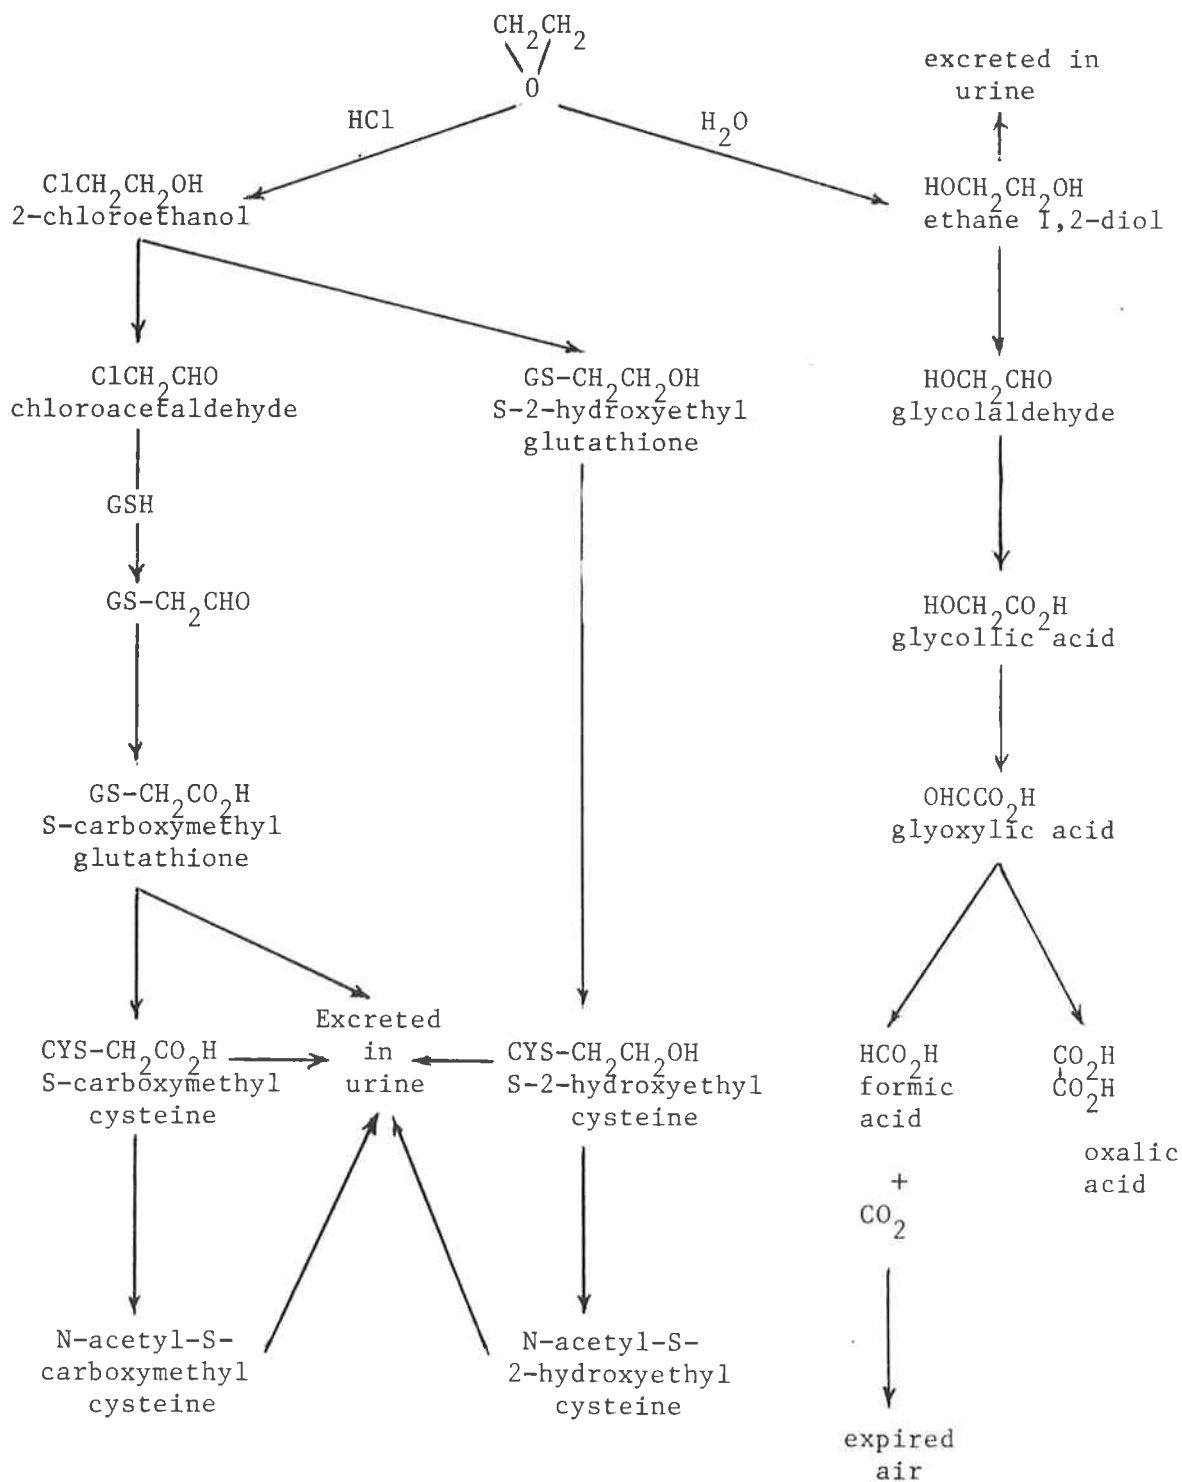 CH2CH2
O
HCl
H2O
excreted in
urine
ClCH2CH2OH
2-chloroethanol
HOCH2CH2OH
ethane 1,2-diol
ClCH2CHO
chloroacetaldehyde
GS-CH2CH2OH
S-2-hydroxyethyl
glutathione
HOCH2CHO
glycolaldehyde
GSH
GS-CH2CHO
HOCH2CO2H
glycollic acid
GS-CH2CO2H
S-carboxymethyl
glutathione
OHCCO2H
glyoxylic acid
Excreted
in
urine
CYS-CH2CO2H
S-carboxymethyl
cysteine
CYS-CH2CH2OH
S-2-hydroxyethyl
cysteine
HCO2H
formic
acid
+
CO2
CO2H
CO2H
oxalic
acid
N-acetyl-S-
carboxymethyl
cysteine
N-acetyl-S-
2-hydroxyethyl
cysteine
expired
air